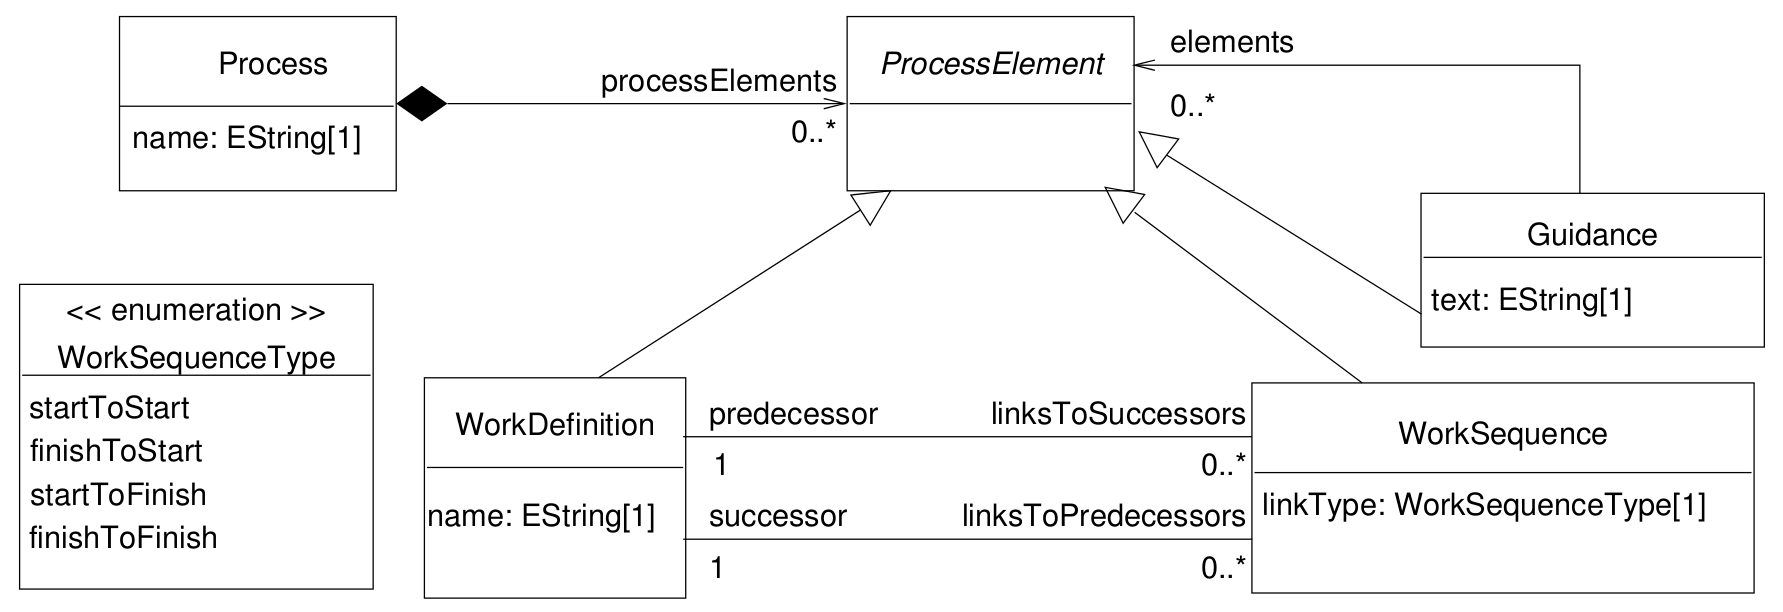 Process
name: EString[1]
processElements
0..*
ProcessElement
elements
0..*
Guidance
text: EString[1]
<< enumeration >>
WorkSequenceType
startToStart
finishToStart
startToFinish
finishToFinish
WorkDefinition
name: EString[1]
predecessor
1
linksToSuccessors
0..*
successor
1
linksToPredecessors
0..*
WorkSequence
linkType: WorkSequenceType[1]